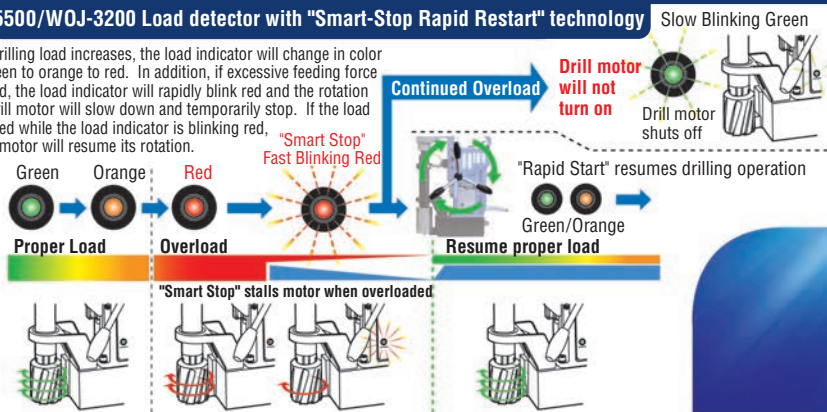 5500/WOJ-3200 Load detector with "Smart-Stop Rapid Restart" technology
rilling load increases, the load indicator will change in color
een to orange to red. In addition, if excessive feeding force
d, the load indicator will rapidly blink red and the rotation
ill motor will slow down and temporarily stop. If the load
ed while the load indicator is blinking red,
motor will resume its rotation.
Continued Overload
Drill motor
will not
turn on
Slow Blinking Green
Drill motor
shuts off
"Smart Stop"
Fast Blinking Red
"Rapid Start" resumes drilling operation
Green
Orange
Red
Green/Orange
Proper Load
Overload
Resume proper load
"Smart Stop" stalls motor when overloaded